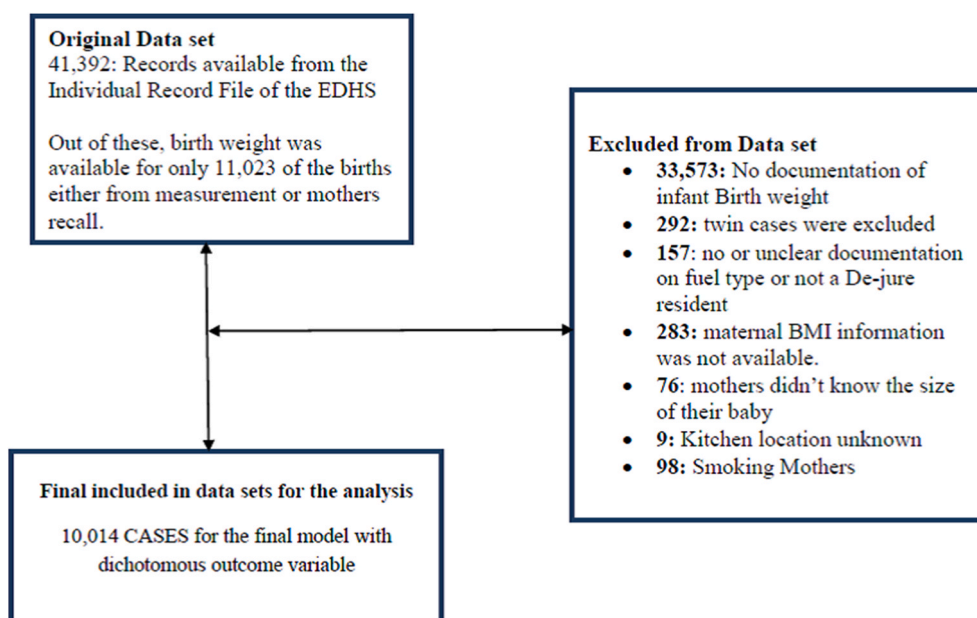 Original Data set
41,392: Records available from the
Individual Record File of the EDHS
Out of these, birth weight was
available for only 11,023 of the births
either from measurement or mothers
recall.
Excluded from Data set
• 33,573: No documentation of
infant Birth weight
• 292: twin cases were excluded
• 157: no or unclear documentation
on fuel type or not a De-jure
resident
• 283: maternal BMI information
was not available.
• 76: mothers didn’t know the size
of their baby
• 9: Kitchen location unknown
• 98: Smoking Mothers
Final included in data sets for the analysis
10,014 CASES for the final model with
dichotomous outcome variable